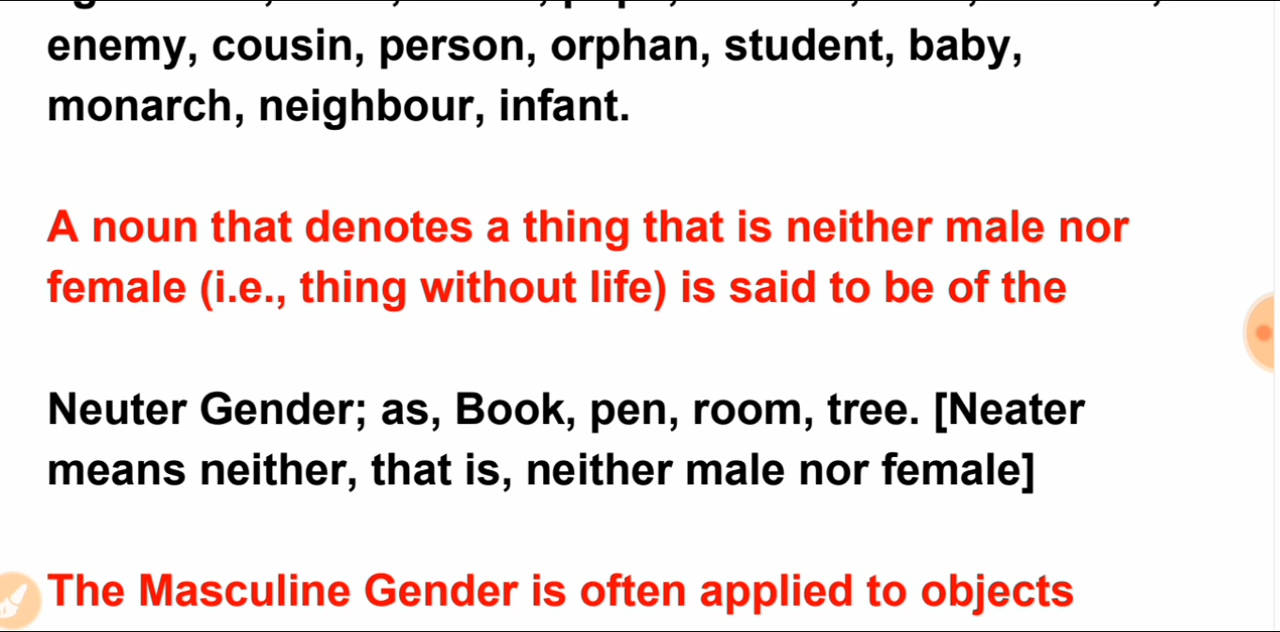 enemy, cousin, person, orphan, student, baby,
monarch, neighbour, infant.
A noun that denotes a thing that is neither male nor
female (i.e., thing without life) is said to be of the
Neuter Gender; as, Book, pen, room, tree. [Neater
means neither, that is, neither male nor female]
The Masculine Gender is often applied to objects